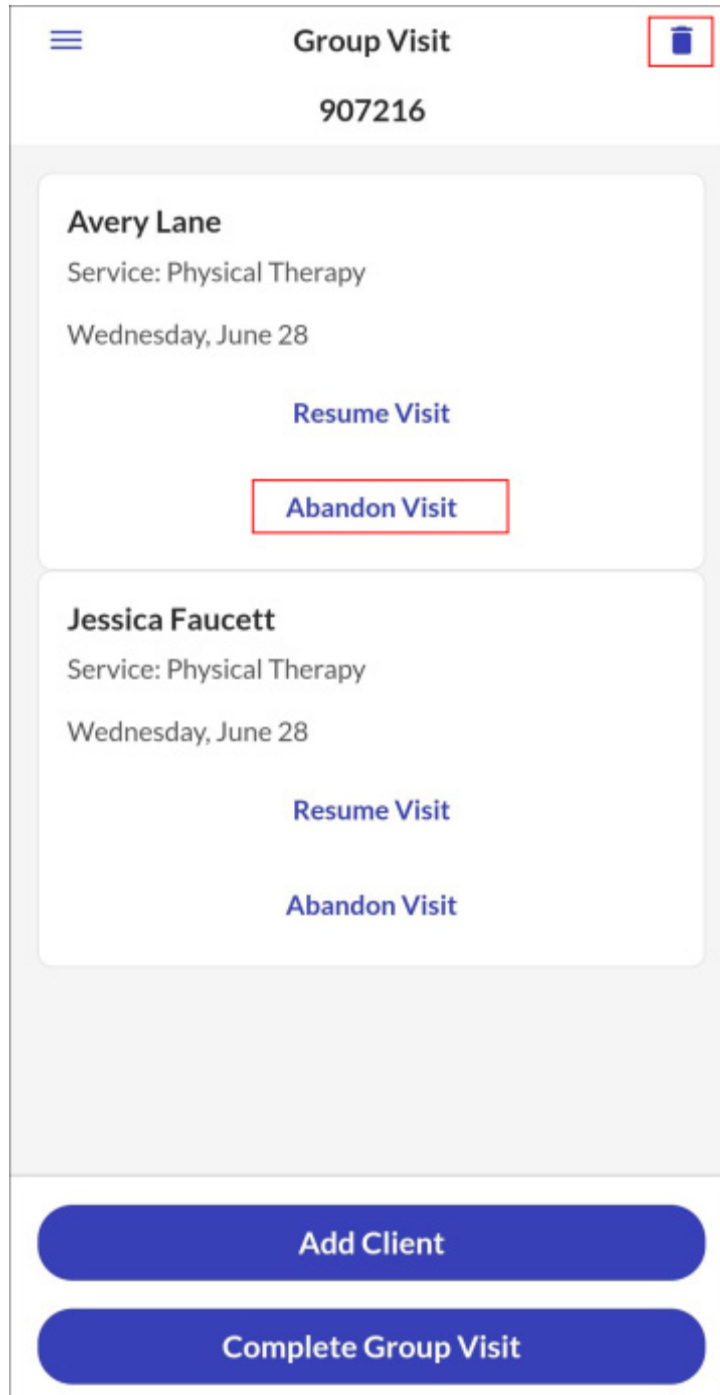 Group Visit
907216
Avery Lane
Service: Physical Therapy
Wednesday, June 28
Resume Visit
Abandon Visit
Jessica Faucett
Service: Physical Therapy
Wednesday, June 28
Resume Visit
Abandon Visit
Add Client
Complete Group Visit